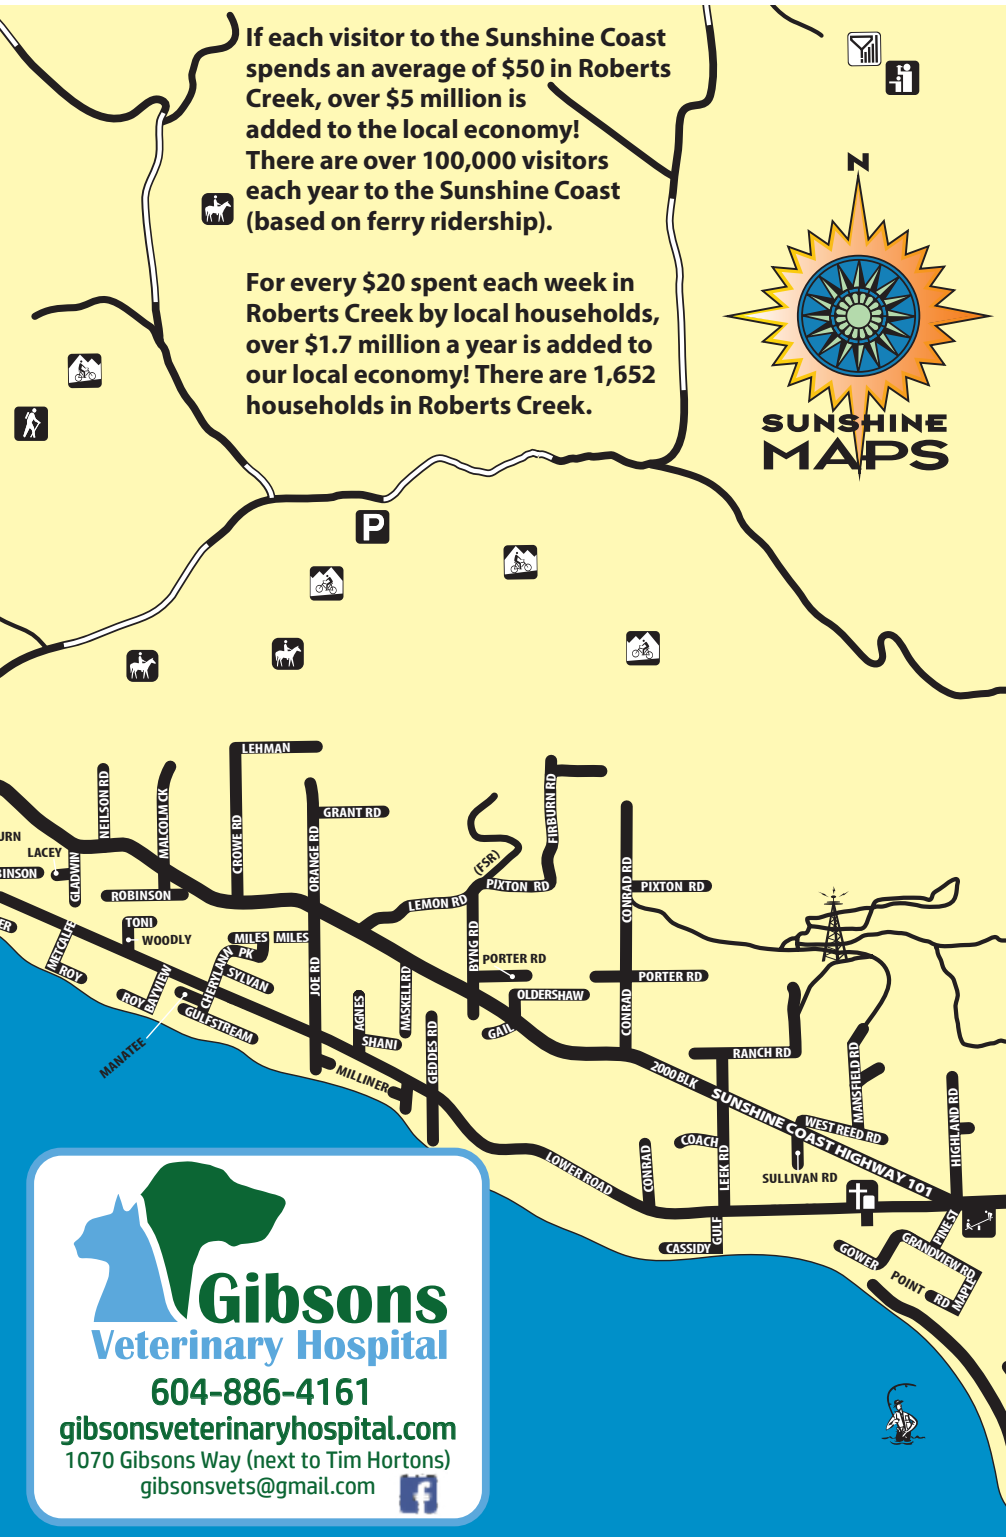 If each visitor to the Sunshine Coast
spends an average of $50 in Roberts
Creek, over $5 million is
added to the local economy!
There are over 100,000 visitors
each year to the Sunshine Coast
(based on ferry ridership).
For every $20 spent each week in
Roberts Creek by local households,
over $1.7 million a year is added to
our local economy! There are 1,652
households in Roberts Creek.
N
SUNSHINE
MAPS
P
LEHMAN
NEILSON RD
MALCOLM CK
CROWE RD
ORANGE RD
GRANT RD
FIRBURN RD
(FSR)
PIXTON RD
CONRAD RD
PIXTON RD
URN
LACEY
INSON
GLADWIN
ROBINSON
LEMON RD
ER
METCALFE
TONI
WOODLY
MILES
MILES
PK
BYNG RD
PORTER RD
PORTER RD
ROY
ROY
BAYVIEW
CHERYLANN
SYLVAN
JOE RD
MASKELL RD
OLDERSHAW
CONRAD
GULFSTREAM
AGNES
SHANI
GAIL
GEDDES RD
MANATEE
MILLINER
2000 BLK
SUNSHINE COAST HIGHWAY 101
RANCH RD
MANSFIELD RD
WEST REED RD
HIGHLAND RD
COACH
LEEK RD
SULLIVAN RD
CONRAD
LOWER ROAD
GULF
CASSIDY
PINE ST
GOWER
GRANDVIEW RD
POINT
RD
MAPLE
Gibsons
Veterinary Hospital
604-886-4161
gibsonsveterinaryhospital.com
1070 Gibsons Way (next to Tim Hortons)
gibsonsvets@gmail.com
f